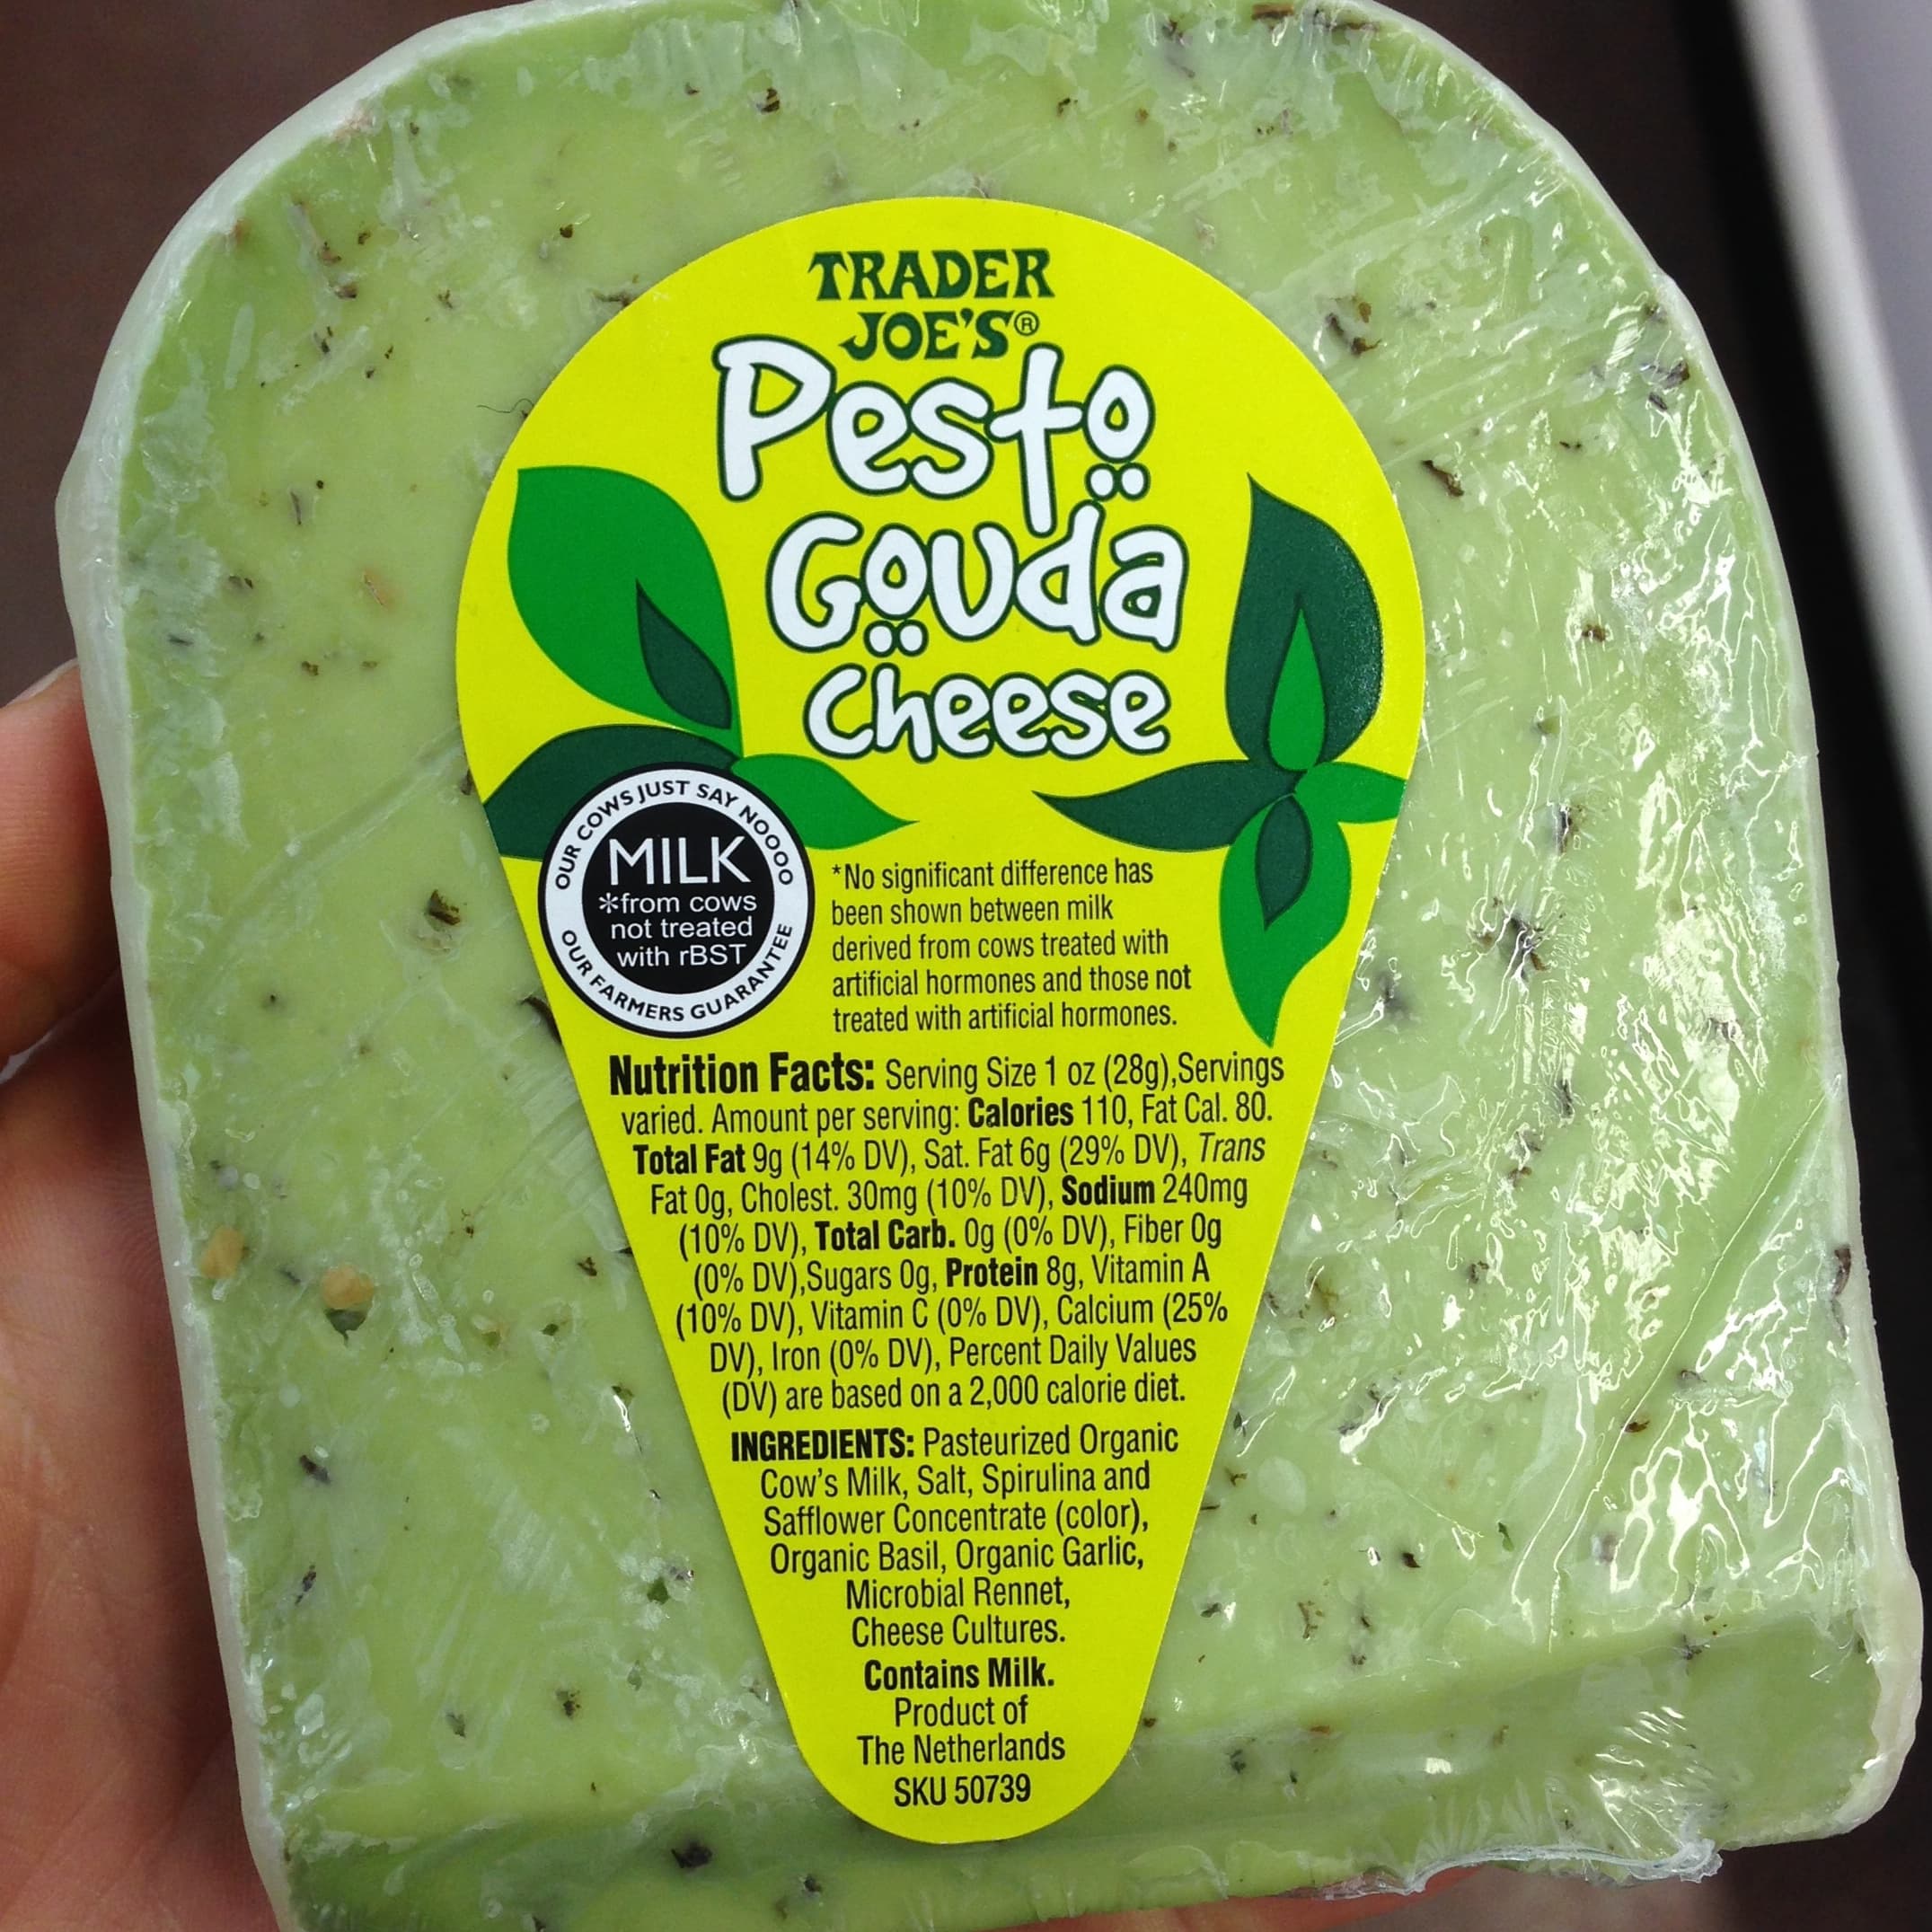 TRADER
JOE'S®
Pesto
Gouda
Cheese
OUR COWS JUST SAY NOOOO
MILK
*from cows
not treated
with rBST
OUR FARMERS GUARANTEE
*No significant difference has
been shown between milk
derived from cows treated with
artificial hormones and those not
treated with artificial hormones.
Nutrition Facts: Serving Size 1 oz (28g),Servings
varied. Amount per serving: Calories 110, Fat Cal. 80.
Total Fat 9g (14% DV), Sat. Fat 6g (29% DV), Trans
Fat 0g, Cholest. 30mg (10% DV), Sodium 240mg
(10% DV), Total Carb. 0g (0% DV), Fiber 0g
(0% DV),Sugars 0g, Protein 8g, Vitamin A
(10% DV), Vitamin C (0% DV), Calcium (25%
DV), Iron (0% DV), Percent Daily Values
(DV) are based on a 2,000 calorie diet.
INGREDIENTS: Pasteurized Organic
Cow's Milk, Salt, Spirulina and
Safflower Concentrate (color),
Organic Basil, Organic Garlic,
Microbial Rennet,
Cheese Cultures.
Contains Milk.
Product of
The Netherlands
SKU 50739